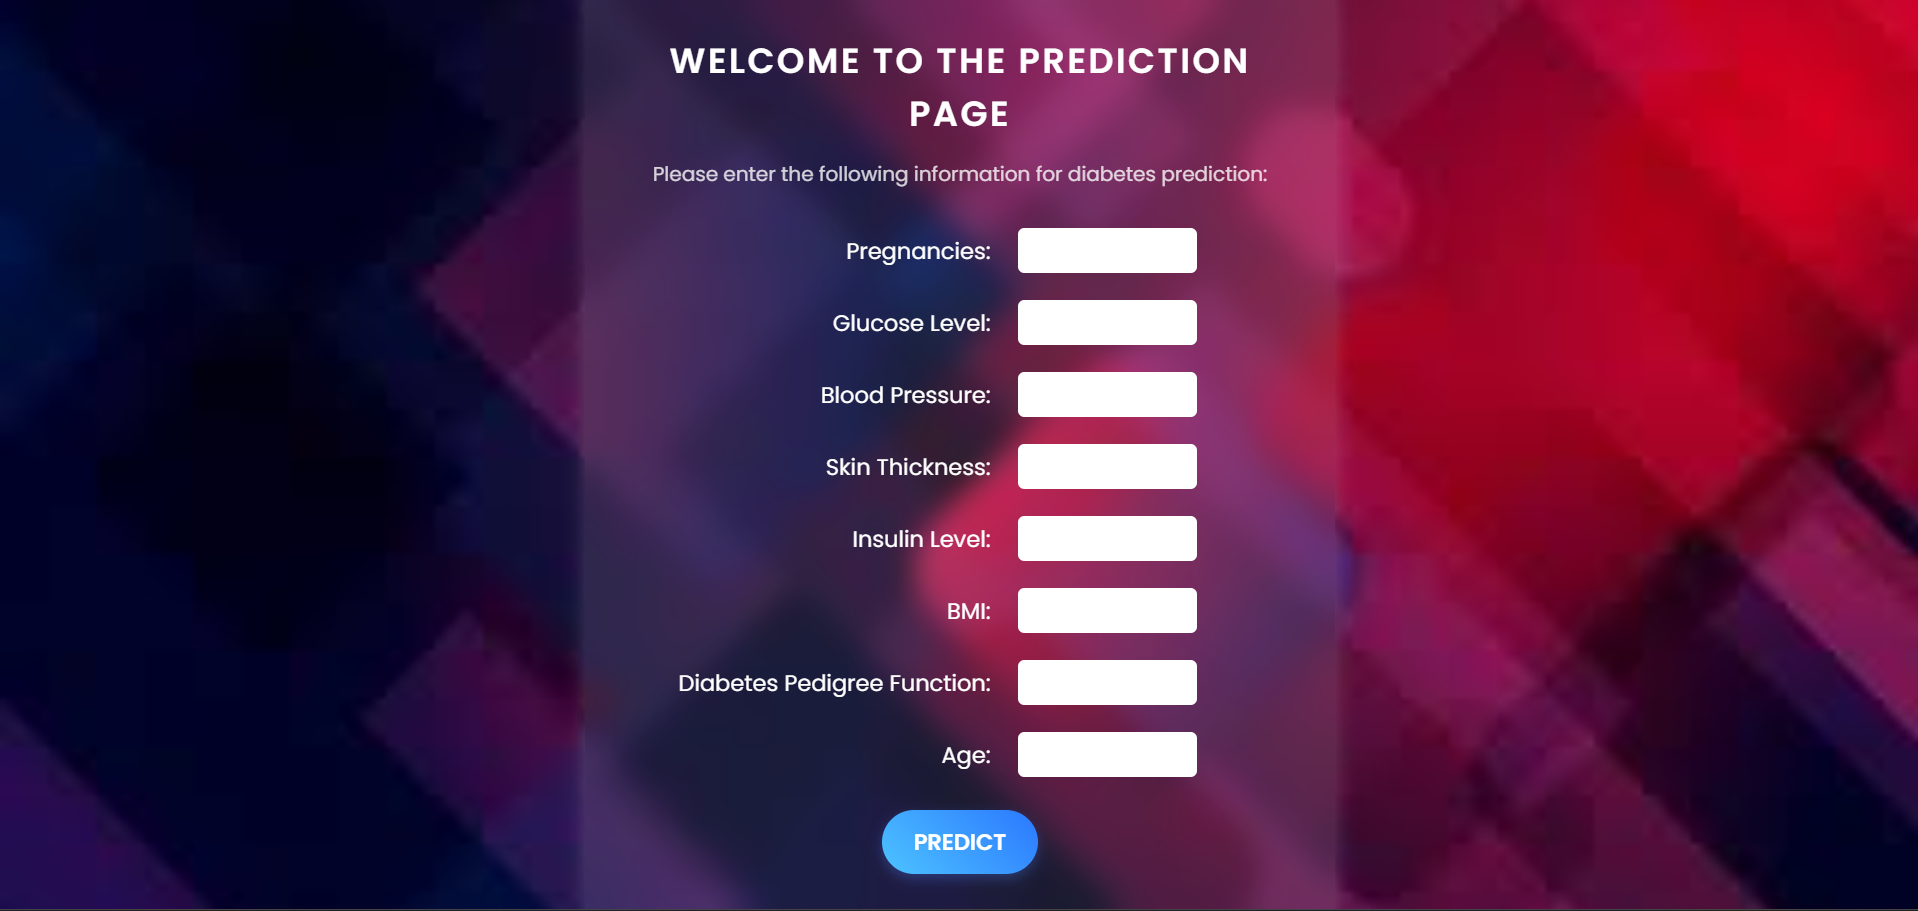 WELCOME TO THE PREDICTION
PAGE
Please enter the following information for diabetes prediction:
Pregnancies:
Glucose Level:
Blood Pressure:
Skin Thickness:
Insulin Level:
BMI:
Diabetes Pedigree Function:
Age:
PREDICT